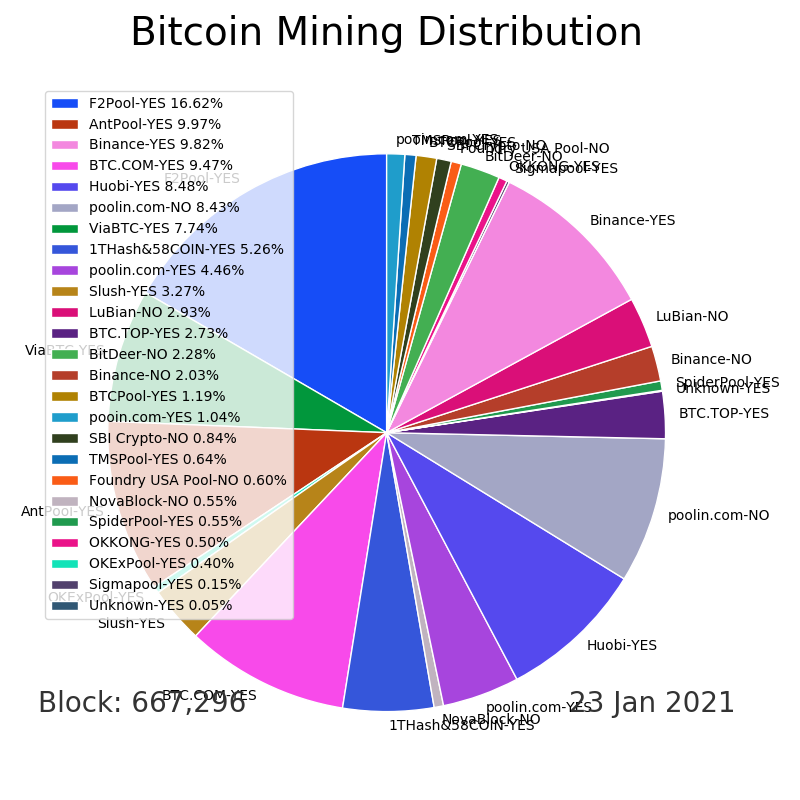 Bitcoin Mining Distribution
F2Pool-YES 16.62%
AntPool-YES 9.97%
Binance-YES 9.82%
BTC.COM-YES 9.47%
Huobi-YES 8.48%
poolin.com-NO 8.43%
ViaBTC-YES 7.74%
1THash&58COIN-YES 5.26%
poolin.com-YES 4.46%
Slush-YES 3.27%
LuBian-NO 2.93%
BTC.TOP-YES 2.73%
BitDeer-NO 2.28%
Binance-NO 2.03%
BTCPool-YES 1.19%
pooin.com-YES 1.04%
SBI Crypto-NO 0.84%
TMSPool-YES 0.64%
Foundry USA Pool-NO 0.60%
NovaBlock-NO 0.55%
SpiderPool-YES 0.55%
OKKONG-YES 0.50%
OKExPool-YES 0.40%
Sigmapool-YES 0.15%
Unknown-YES 0.05%
F2Pool-YES
ViaBTC-YES
AntPool-YES
OKExPool-YES
Slush-YES
BTC.COM-YES
1THash&58COIN-YES
NovaBlock-NO
poolin.com-YES
Huobi-YES
poolin.com-NO
BTC.TOP-YES
Unknown-YES
SpiderPool-YES
Binance-NO
LuBian-NO
Binance-YES
Sigmapool-YES
OKKONG-YES
BitDeer-NO
Foundry USA Pool-NO
Block: 667,296
23 Jan 2021